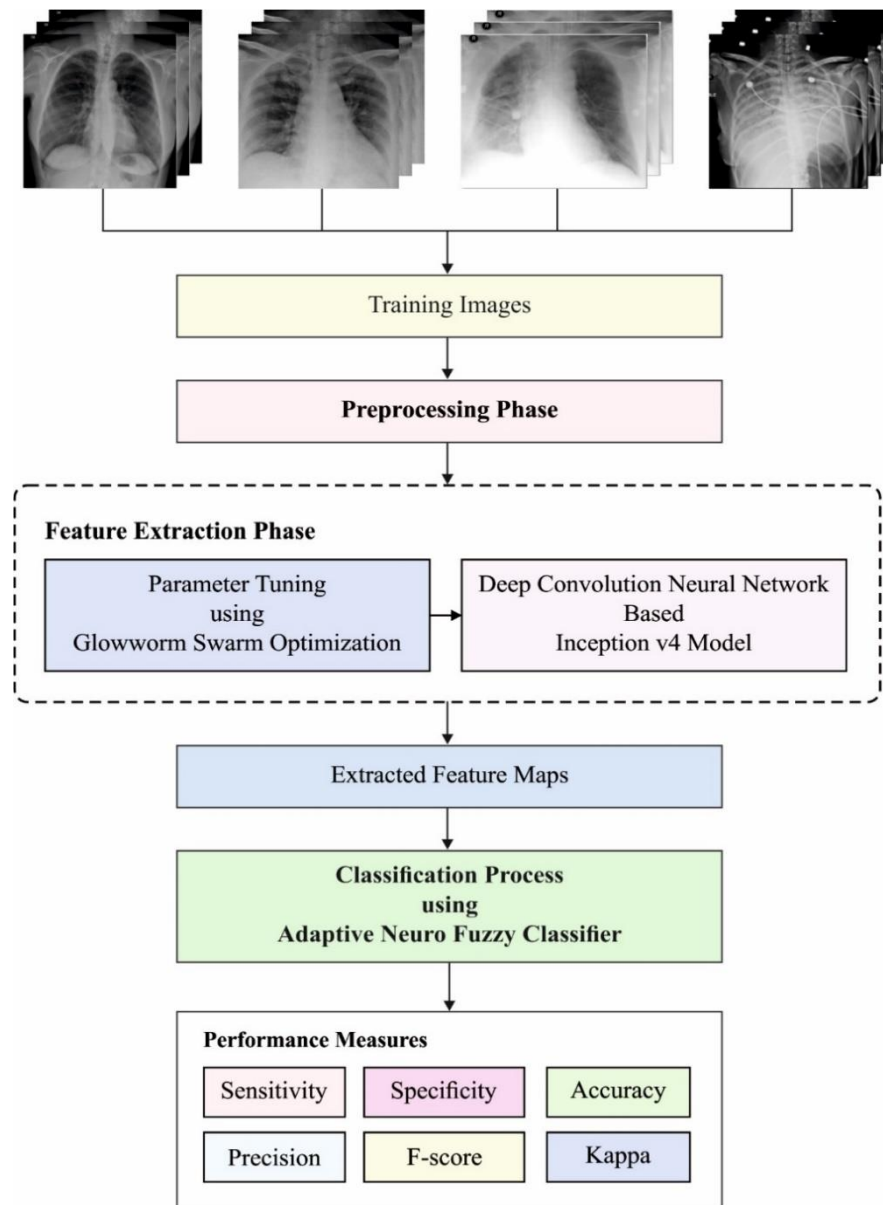 Training Images
Preprocessing Phase
Feature Extraction Phase
Parameter Tuning
using
Glowworm Swarm Optimization
Deep Convolution Neural Network
Based
Inception v4 Model
Extracted Feature Maps
Classification Process
using
Adaptive Neuro Fuzzy Classifier
Performance Measures
Sensitivity
Specificity
Accuracy
Precision
F-score
Kappa